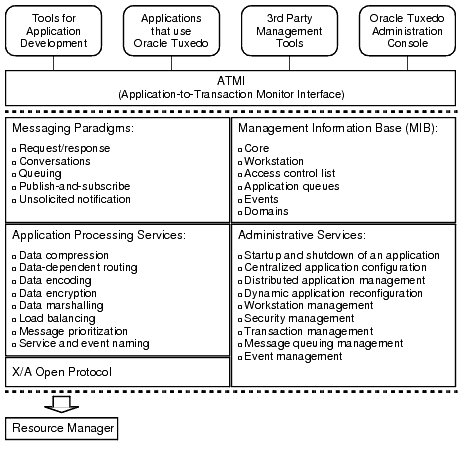 Tools for
Application
Development
Applications
that use
Oracle Tuxedo
3rd Party
Management
Tools
Oracle Tuxedo
Administration
Console
ATMI
(Application-to-Transaction Monitor Interface)
Messaging Paradigms:
Request/response
Conversations
Queuing
Publish-and-subscribe
Unsolicited notification
Management Information Base (MIB):
Core
Workstation
Access control list
Application queues
Events
Domains
Application Processing Services:
Data compression
Data-dependent routing
Data encoding
Data encryption
Data marshalling
Load balancing
Message prioritization
Service and event naming
Administrative Services:
Startup and shutdown of an application
Centralized application configuration
Distributed application management
Dynamic application reconfiguration
Workstation management
Security management
Transaction management
Message queuing management
Event management
X/A Open Protocol
Resource Manager